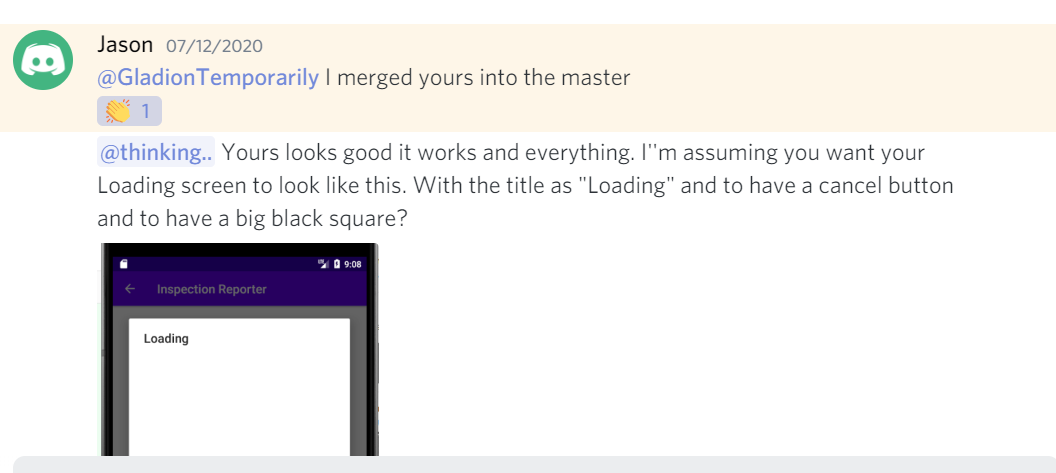 Jason 07/12/2020
@GladionTemporarily I merged yours into the master
1
@thinking.. Yours looks good it works and everything. I''m assuming you want your
Loading screen to look like this. With the title as "Loading" and to have a cancel button
and to have a big black square?
9:08
Inspection Reporter
Loading